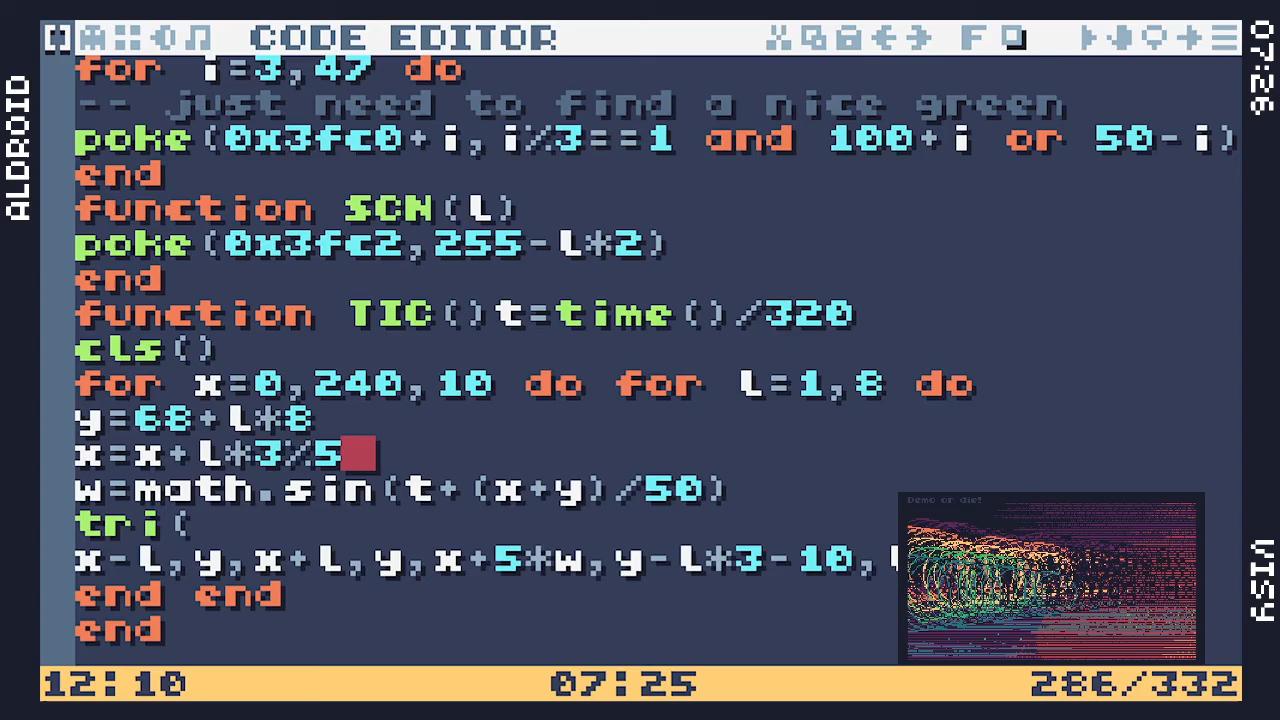 CODE EDITOR
for i=3,47 do
-- just need to find a nice green
poke(0x3fc0+i,i%3==1 and 100+i or 50-i)
end
function SCN(l)
poke(0x3fc2,255-l*2)
end
function TIC()t=time()/320
cls()
for x=0,240,10 do for l=1,8 do
y=68+l*8
x=x+l*3%5
w=math.sin(t+(x+y)/50)
tri(
x-l,y,x+l,y,x 5*w,y-l*3-10,
end end
end
Demo or die!
12:10 07:25 286/332
ALDROID
07:26
VISY